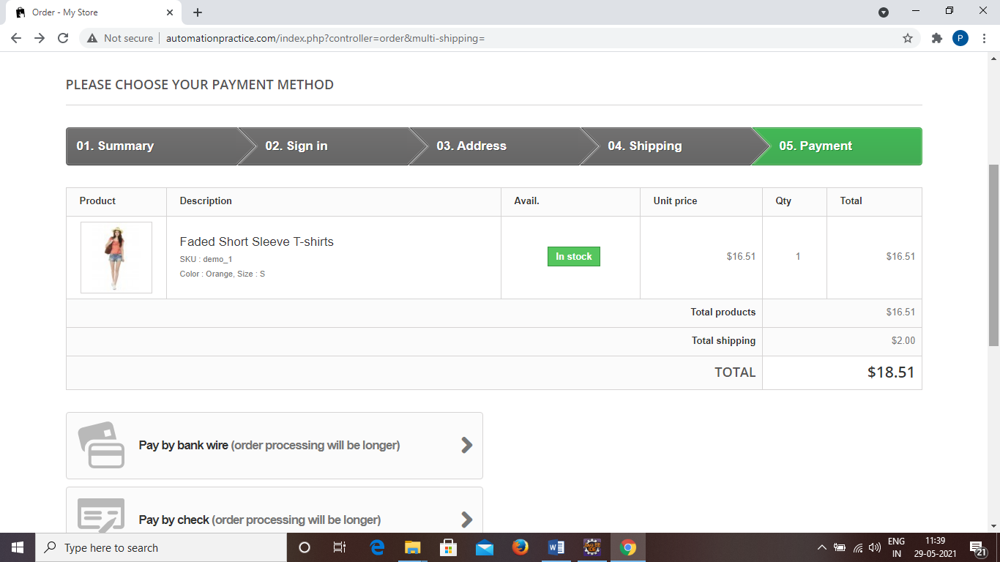 Order - My Store
Not secure
automationpractice.com/index.php?controller=order&multi-shipping=
P
PLEASE CHOOSE YOUR PAYMENT METHOD
01. Summary
02. Sign in
03. Address
04. Shipping
05. Payment
Product Description Avail. Unit price Qty Total
Faded Short Sleeve T-shirts
SKU : demo_1
Color : Orange, Size : S
In stock
$16.51
1
$16.51
Total products $16.51
Total shipping $2.00
TOTAL $18.51
Pay by bank wire (order processing will be longer)
Pay by check (order processing will be longer)
Type here to search
Java EE
IDE
ENG
IN
11:39
29-05-2021
21